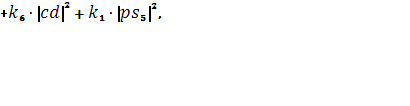 +k₆ · |cd|² + k₁ · |ps₅|²,